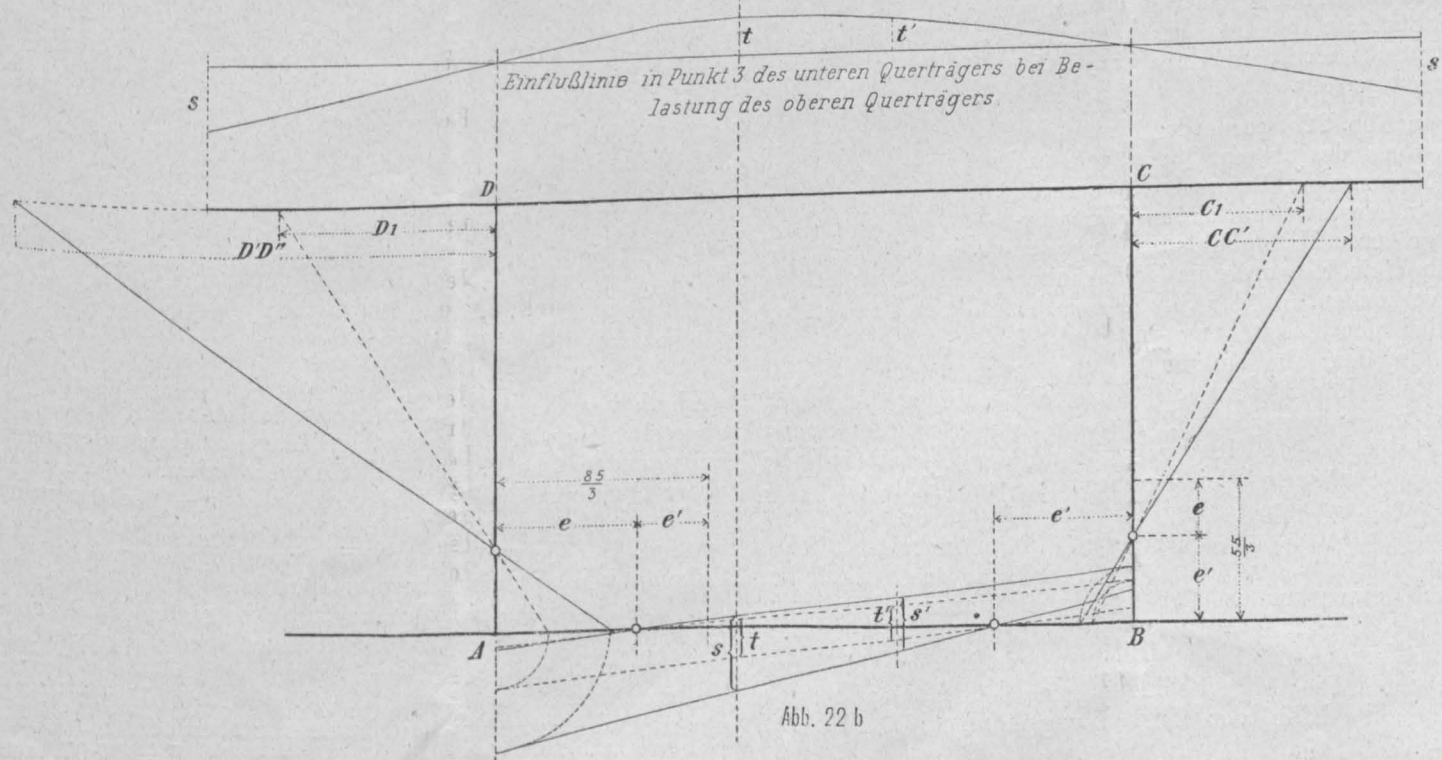 t t'
s s
Einflußlinie in Punkt 3 des unteren Querträgers bei Be-
lastung des oberen Querträgers
D C
D1 C1
D'D" CC'
8,5
3
e e' e' e
5,5
3
e'
A s t t" s' B
Abb. 22 b